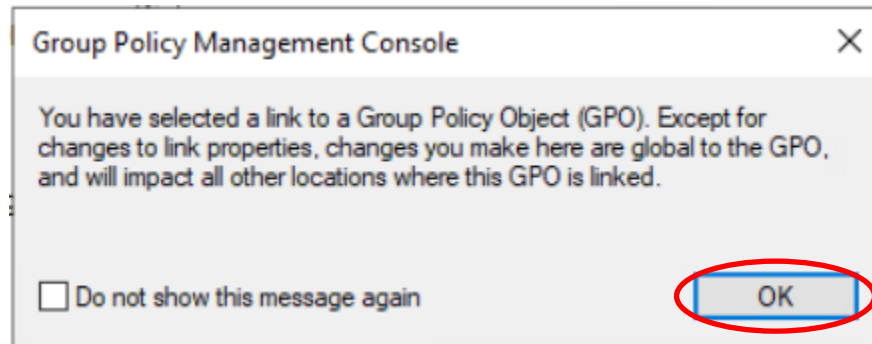 Group Policy Management Console
You have selected a link to a Group Policy Object (GPO). Except for
changes to link properties, changes you make here are global to the GPO,
and will impact all other locations where this GPO is linked.
Do not show this message again
OK